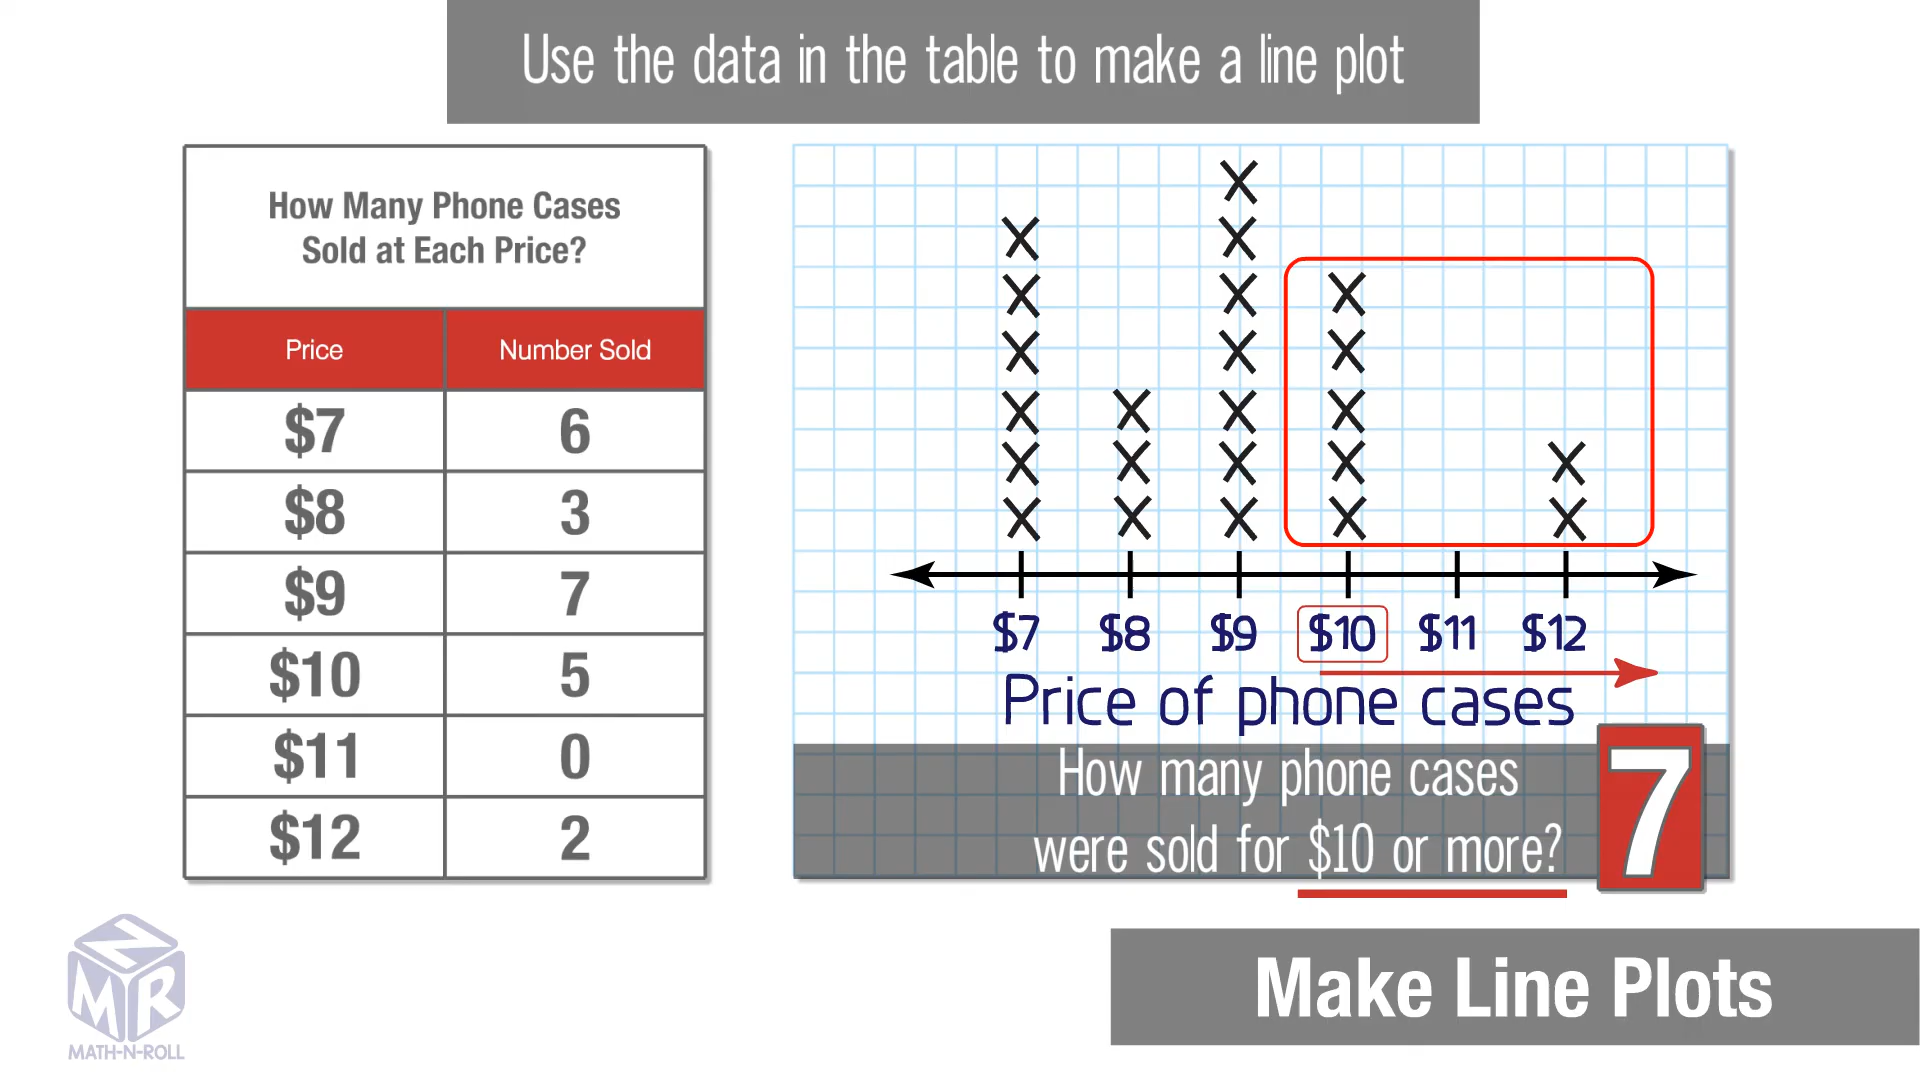 Use the data in the table to make a line plot
How Many Phone Cases
Sold at Each Price?
Price Number Sold
$7 6
$8 3
$9 7
$10 5
$11 0
$12 2
$7 $8 $9 $10 $11 $12
Price of phone cases
How many phone cases
were sold for $10 or more?
7
Make Line Plots
MNR
MATH-N-ROLL